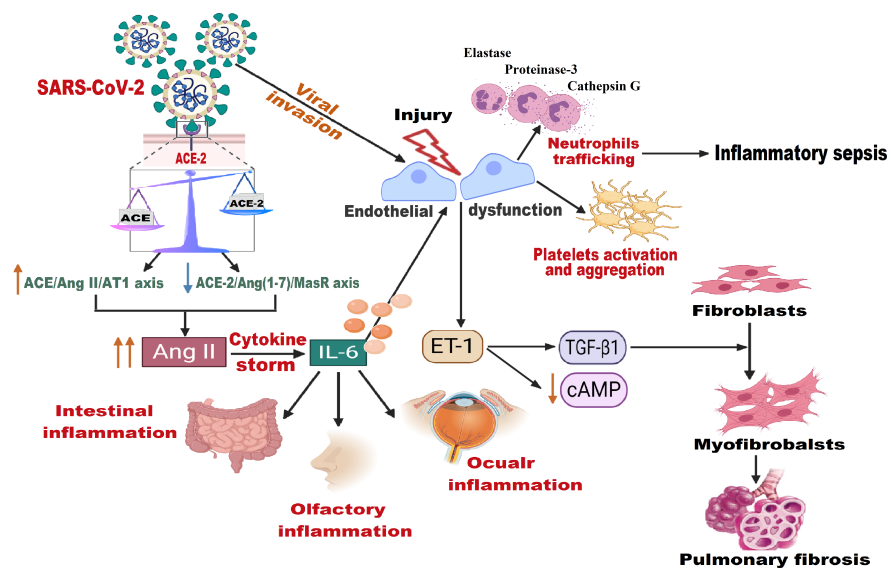 Elastase
Proteinase-3
Cathepsin G
SARS-CoV-2
Viral
invasion
Injury
ACE-2
Neutrophils
trafficking
Inflammatory sepsis
ACE
ACE-2
Endothelial
dysfunction
Platelets activation
and aggregation
ACE/Ang II/AT1 axis
ACE-2/Ang(1-7)/MasR axis
Fibroblasts
Ang II
Cytokine
storm
IL-6
ET-1
TGF-β1
cAMP
Intestinal
inflammation
Olfactory
inflammation
Ocualr
inflammation
Myofibrobalsts
Pulmonary fibrosis